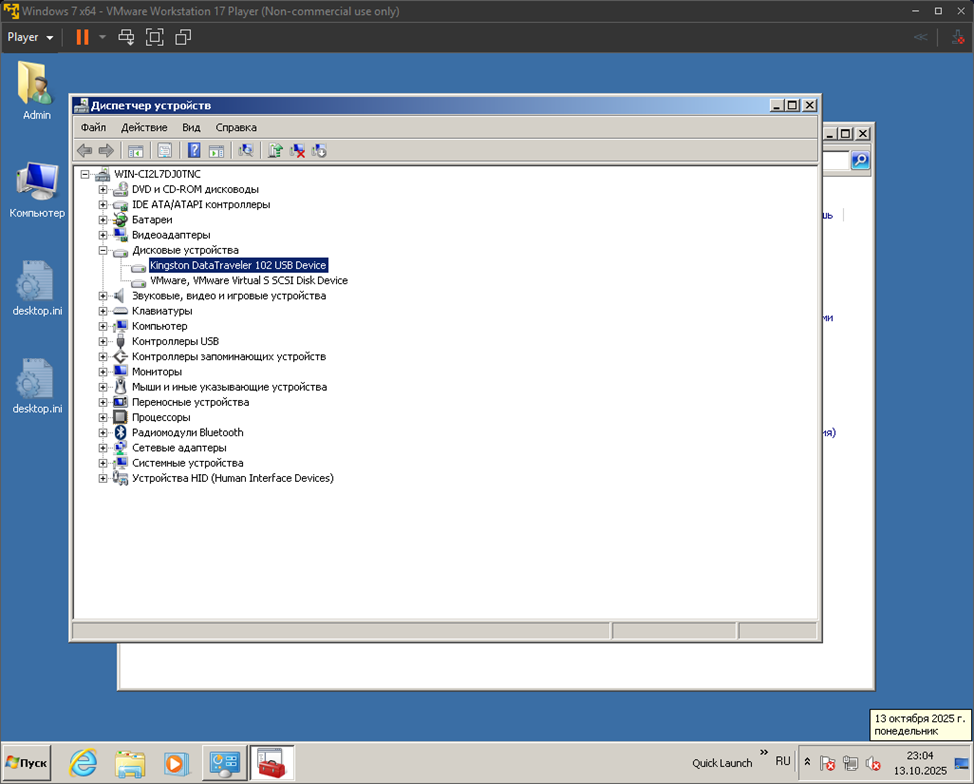 Windows 7 x64 - VMware Workstation 17 Player (Non-commercial use only)
Player
Admin
Компьютер
desktop.ini
desktop.ini
Диспетчер устройств
Файл Действие Вид Справка
WIN-CI2L7DJ0TNC
DVD и CD-ROM дисководы
IDE ATA/ATAPI контроллеры
Батареи
Видеоадаптеры
Дисковые устройства
Kingston DataTraveler 102 USB Device
VMware, VMware Virtual S SCSI Disk Device
Звуковые, видео и игровые устройства
Клавиатуры
Компьютер
Контроллеры USB
Контроллеры запоминающих устройств
Мониторы
Мыши и иные указывающие устройства
Переносные устройства
Процессоры
Радиомодули Bluetooth
Сетевые адаптеры
Системные устройства
Устройства HID (Human Interface Devices)
шь
ми
ия)
13 октября 2025 г.
понедельник
Пуск
Quick Launch
RU
23:04
13.10.2025